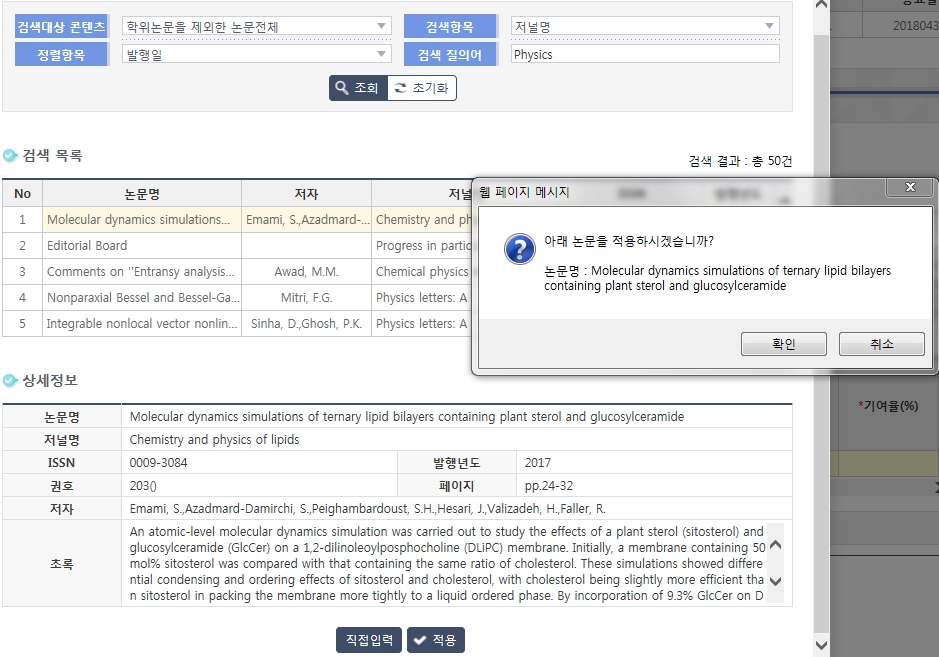 검색대상 콘텐츠 학위논문을 제외한 논문전체 검색항목 저널명
정렬항목 발행일 검색 질의어 Physics
조회 초기화
2018043
검색 목록
검색 결과 : 총 50건
No 논문명 저자 저널
1 Molecular dynamics simulations... Emami, S.,Azadmard-... Chemistry and ph
2 Editorial Board Progress in partic
3 Comments on "Entransy analysis... Awad, M.M. Chemical physics
4 Nonparaxial Bessel and Bessel-Ga... Mitri, F.G. Physics letters: A
5 Integrable nonlocal vector nonlin... Sinha, D.,Ghosh, P.K. Physics letters: A
웹 페이지 메시지
아래 논문을 적용하시겠습니까?
논문명 : Molecular dynamics simulations of ternary lipid bilayers
containing plant sterol and glucosylceramide
확인 취소
상세정보
*기여율(%)
논문명 Molecular dynamics simulations of ternary lipid bilayers containing plant sterol and glucosylceramide
저널명 Chemistry and physics of lipids
ISSN 0009-3084 발행년도 2017
권호 203() 페이지 pp.24-32
저자 Emami, S.,Azadmard-Damirchi, S.,Peighambardoust, S.H.,Hesari, J.,Valizadeh, H.,Faller, R.
초록
An atomic-level molecular dynamics simulation was carried out to study the effects of a plant sterol (sitosterol) and
glucosylceramide (GlcCer) on a 1,2-dilinoleoylposphocholine (DLiPC) membrane. Initially, a membrane containing 50
mol% sitosterol was compared with that containing the same ratio of cholesterol. These simulations showed differe
ntial condensing and ordering effects of sitosterol and cholesterol, with cholesterol being slightly more efficient tha
n sitosterol in packing the membrane more tightly to a liquid ordered phase. By incorporation of 9.3% GlcCer on D
직접입력 적용